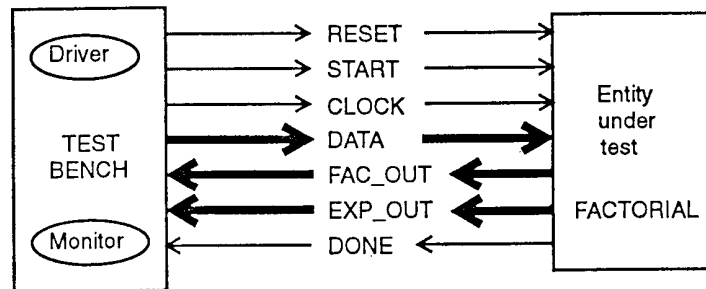 Driver
TEST
BENCH
Monitor
RESET
START
CLOCK
DATA
FAC_OUT
EXP_OUT
DONE
Entity
under
test
FACTORIAL